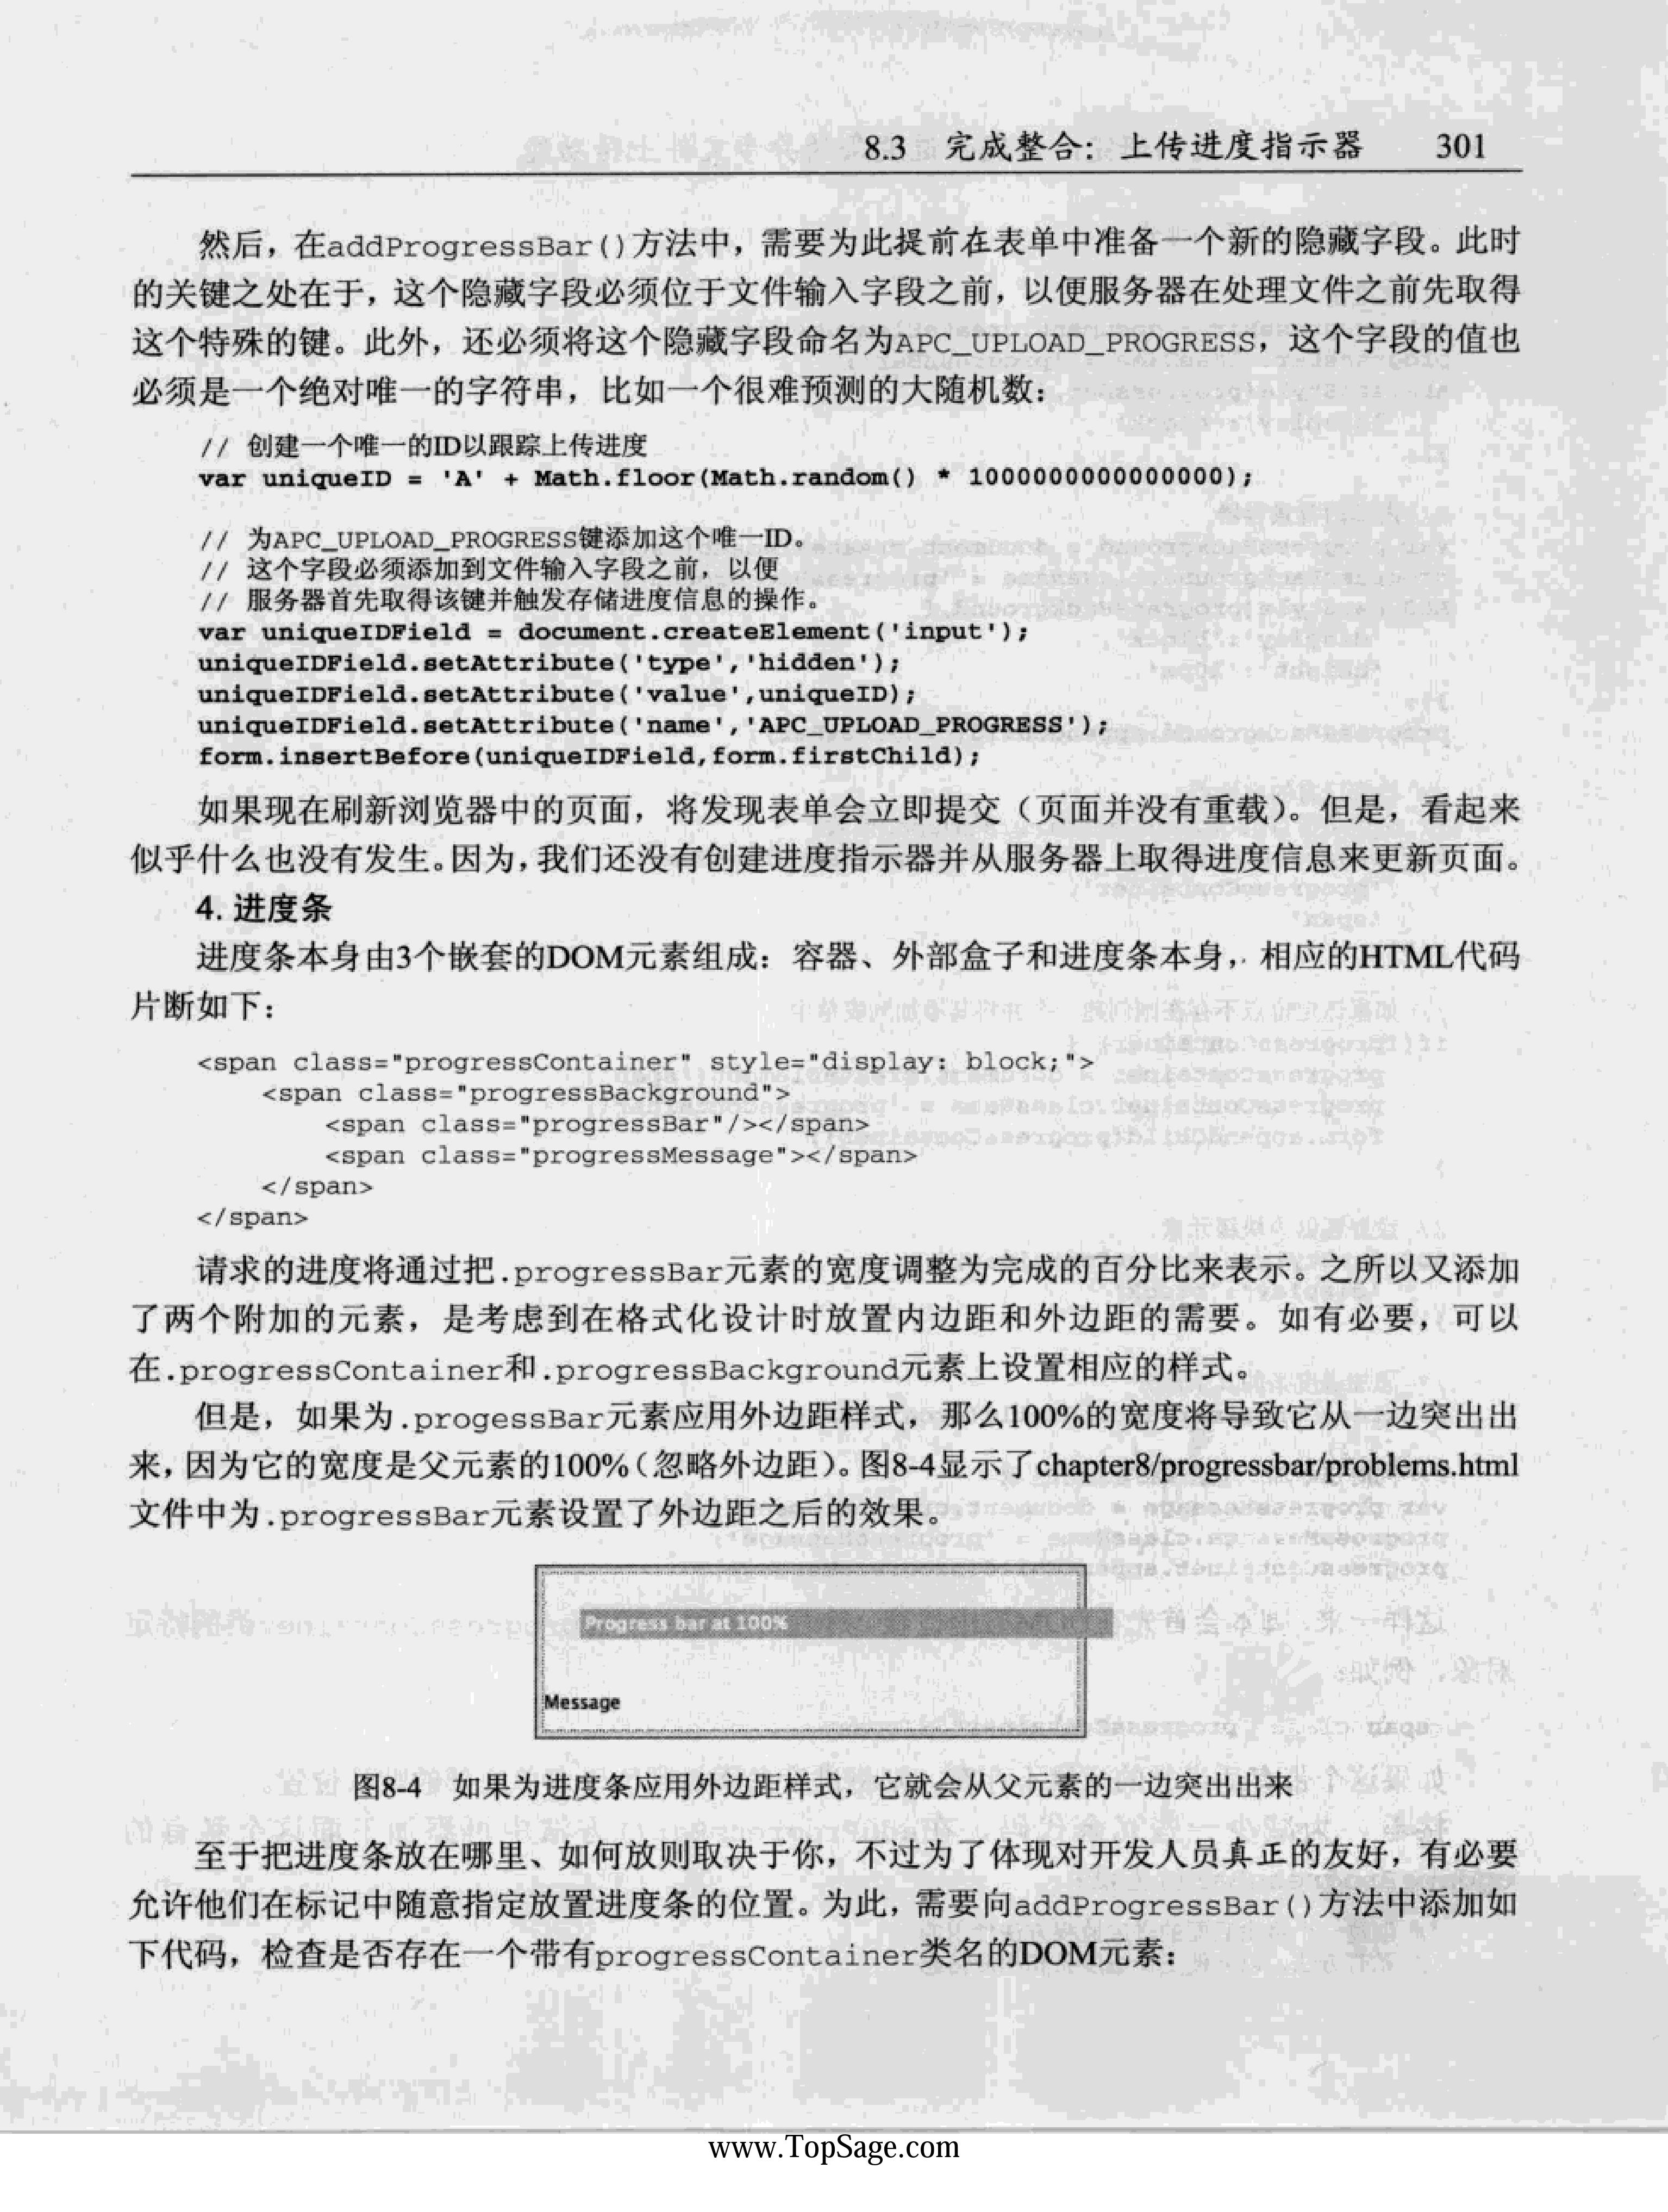 8.3 完成整合：上传进度指示器 301
然后，在addProgressBar()方法中，需要为此提前在表单中准备一个新的隐藏字段。此时
的关键之处在于，这个隐藏字段必须位于文件输入字段之前，以便服务器在处理文件之前先取得
这个特殊的键。此外，还必须将这个隐藏字段命名为APC_UPLOAD_PROGRESS，这个字段的值也
必须是一个绝对唯一的字符串，比如一个很难预测的大随机数：
// 创建一个唯一的ID以跟踪上传进度
var uniqueID = 'A' + Math.floor(Math.random() * 1000000000000000);
// 为APC_UPLOAD_PROGRESS键添加这个唯一ID。
// 这个字段必须添加到文件输入字段之前，以便
// 服务器首先取得该键并触发存储进度信息的操作。
var uniqueIDField = document.createElement('input');
uniqueIDField.setAttribute('type','hidden');
uniqueIDField.setAttribute('value',uniqueID);
uniqueIDField.setAttribute('name','APC_UPLOAD_PROGRESS');
form.insertBefore(uniqueIDField,form.firstChild);
如果现在刷新浏览器中的页面，将发现表单会立即提交（页面并没有重载）。但是，看起来
似乎什么也没有发生。因为，我们还没有创建进度指示器并从服务器上取得进度信息来更新页面。
4. 进度条
进度条本身由3个嵌套的DOM元素组成：容器、外部盒子和进度条本身，相应的HTML代码
片断如下：
<span class="progressContainer" style="display: block;">
<span class="progressBackground">
<span class="progressBar"/></span>
<span class="progressMessage"></span>
</span>
</span>
请求的进度将通过把.progressBar元素的宽度调整为完成的百分比来表示。之所以又添加
了两个附加的元素，是考虑到在格式化设计时放置内边距和外边距的需要。如有必要，可以
在.progressContainer和.progressBackground元素上设置相应的样式。
但是，如果为.progessBar元素应用外边距样式，那么100%的宽度将导致它从一边突出出
来，因为它的宽度是父元素的100%（忽略外边距）。图8-4显示了chapter8/progressbar/problems.html
文件中为.progressBar元素设置了外边距之后的效果。
Progress bar at 100%
Message
图8-4 如果为进度条应用外边距样式，它就会从父元素的一边突出出来
至于把进度条放在哪里、如何放则取决于你，不过为了体现对开发人员真正的友好，有必要
允许他们在标记中随意指定放置进度条的位置。为此，需要向addProgressBar()方法中添加如
下代码，检查是否存在一个带有progressContainer类名的DOM元素：
www.TopSage.com